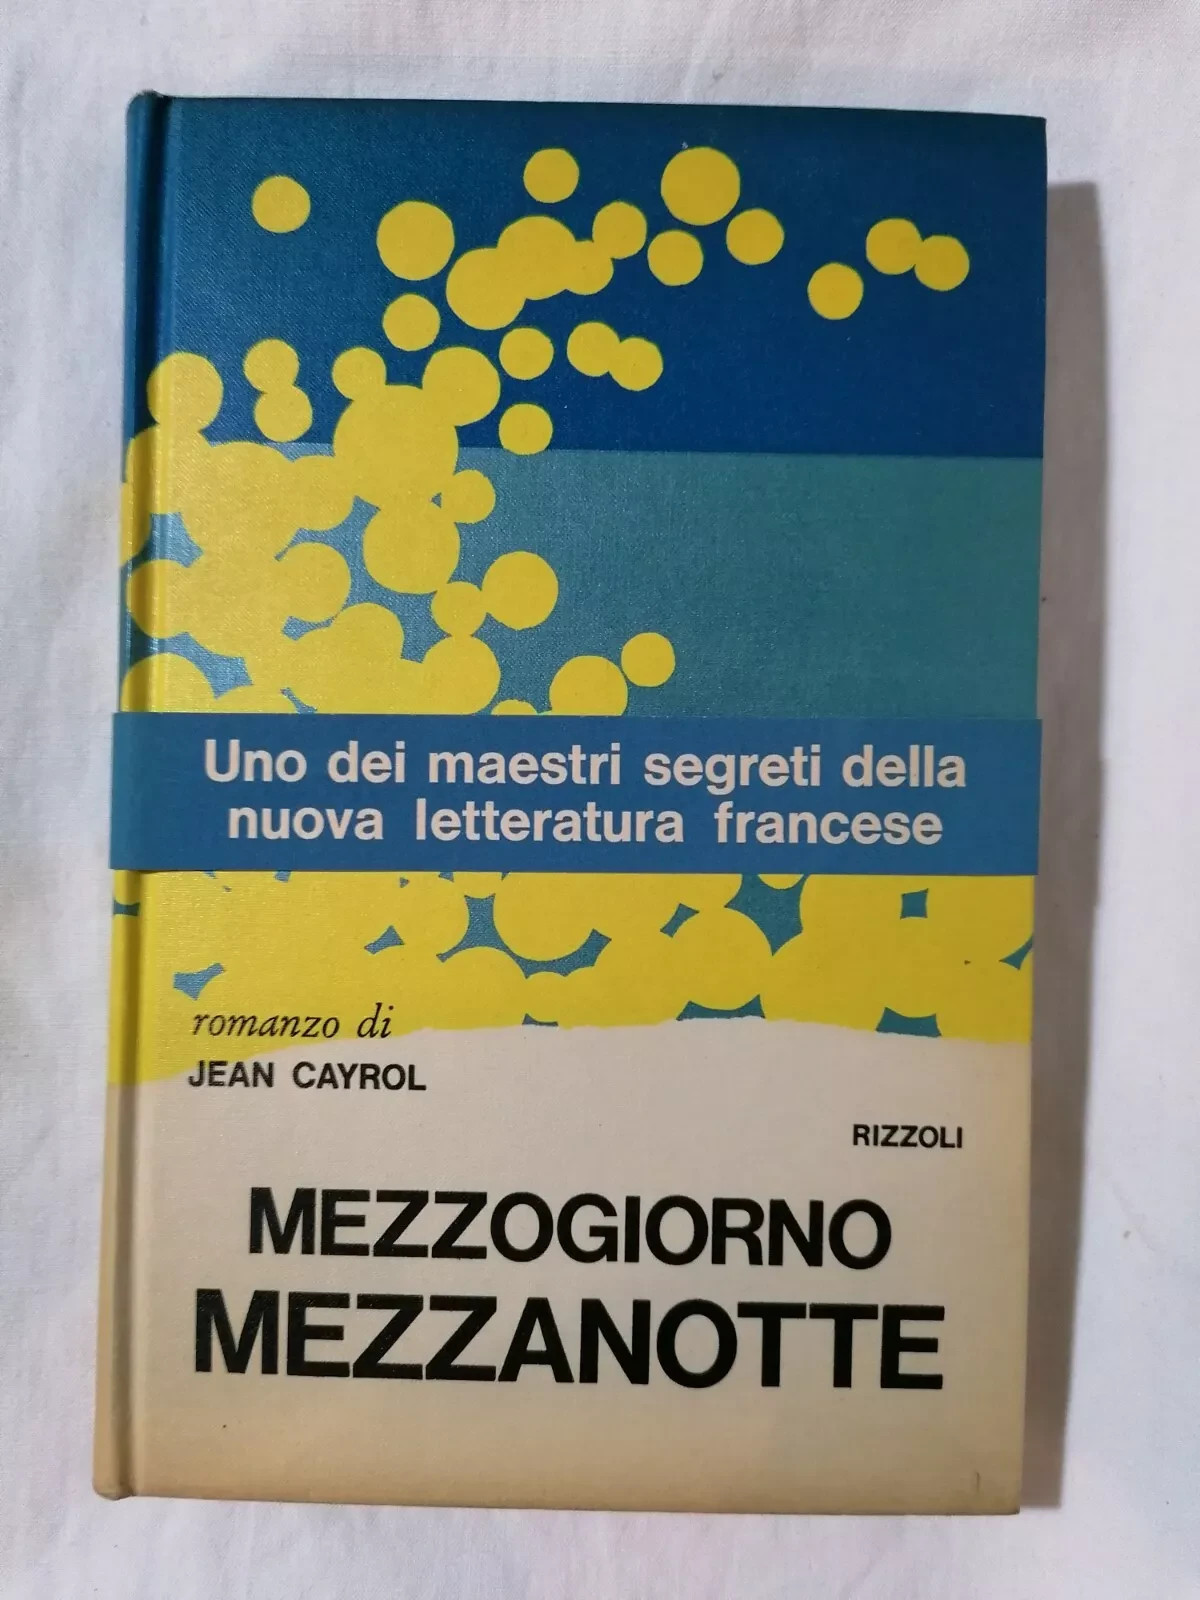 Uno dei maestri segreti della
nuova letteratura francese
romanzo di
JEAN CAYROL
RIZZOLI
MEZZOGIORNO
MEZZANOTTE